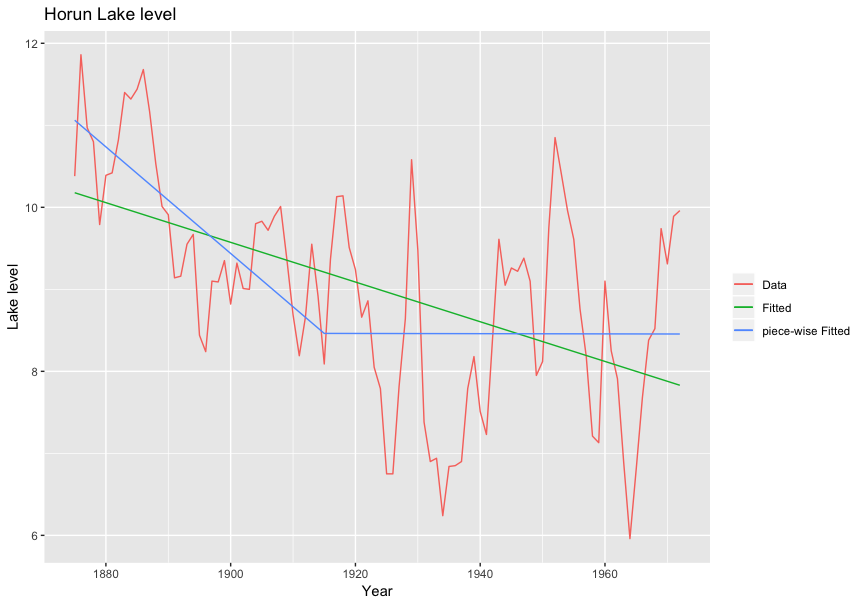 Horun Lake level
12
10
8
6
Lake level
1880
1900
1920
1940
1960
Year
Data
Fitted
piece-wise Fitted